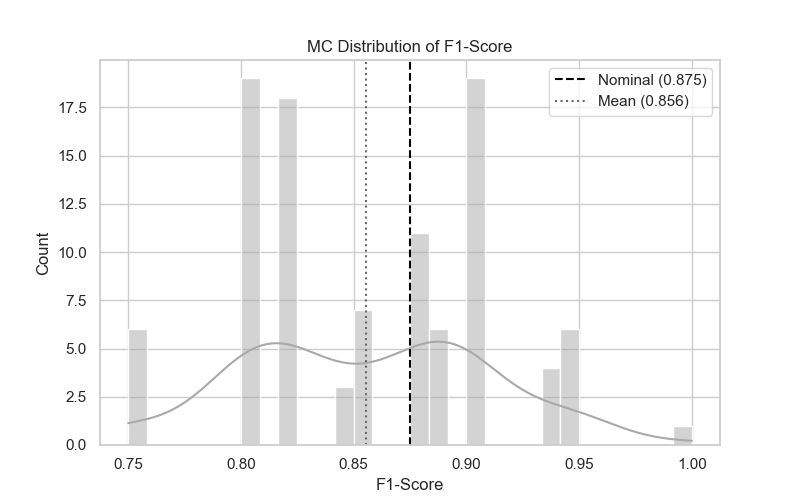 MC Distribution of F1-Score
Nominal (0.875)
Mean (0.856)
17.5
15.0
12.5
10.0
7.5
5.0
2.5
0.0
Count
0.75 0.80 0.85 0.90 0.95 1.00
F1-Score